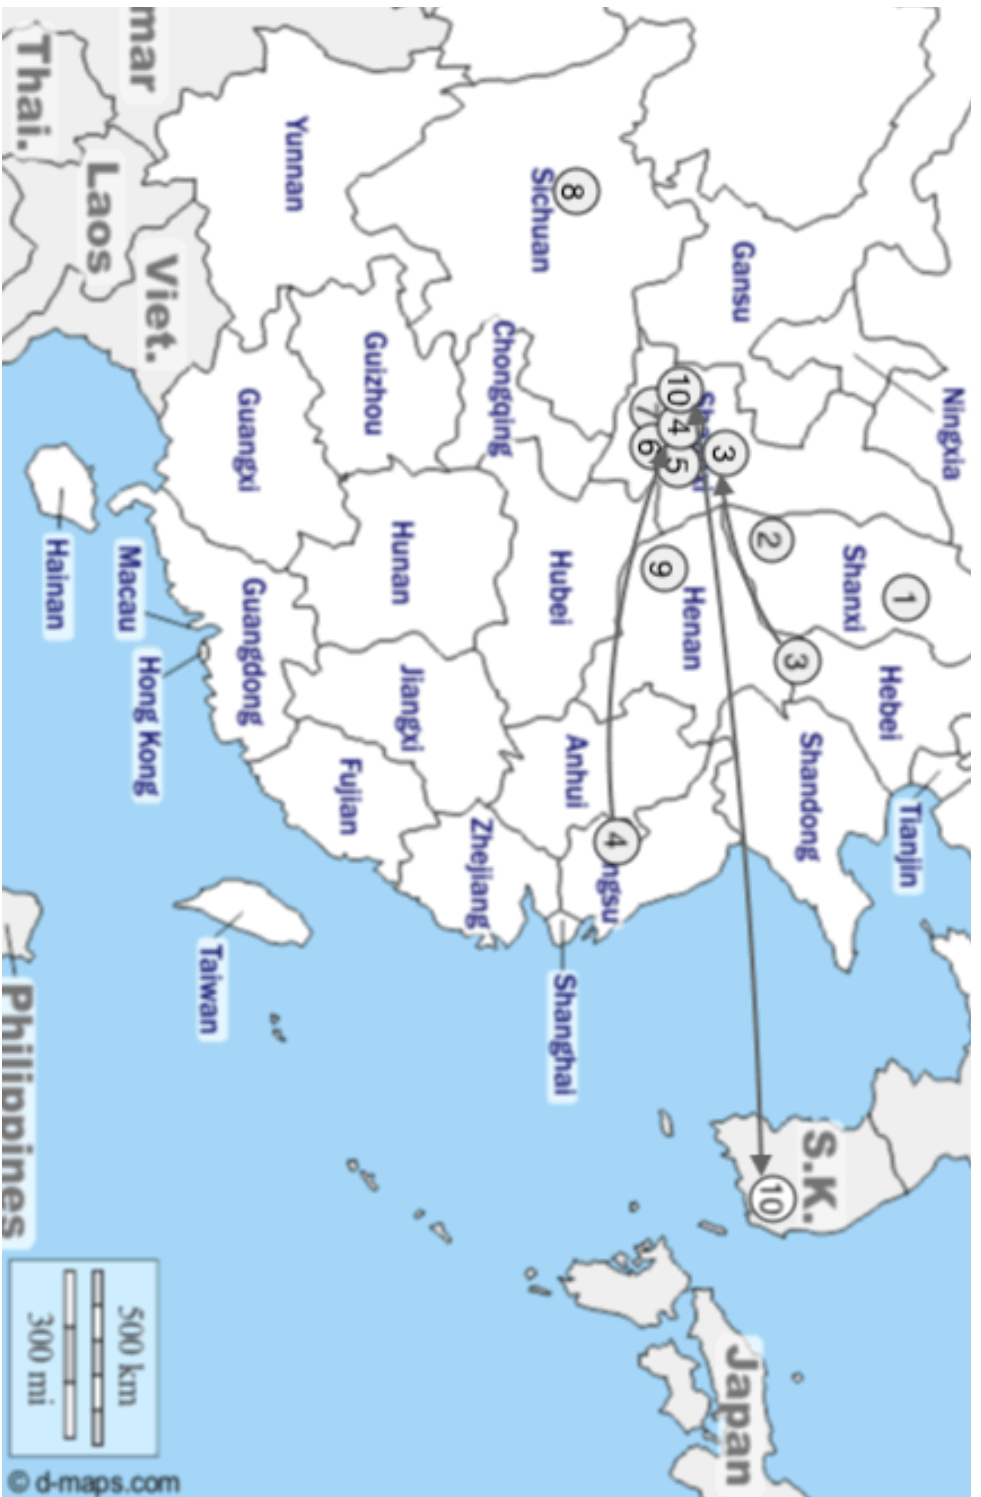 Ningxia
1
Tianjin
Hebei
Shanxi
Shandong
S.K.
3
2
10
Gansu
Japan
3
Henan
10
4
5
9
7
6
4
ngsu
8
Anhui
Shanghai
Hubei
Sichuan
Chongqing
Zhejiang
Jiangxi
Hunan
Guizhou
Fujian
Yunnan
Guangdong
Guangxi
Taiwan
Viet.
Hong Kong
mar
Macau
500 km
Laos
Hainan
300 mi
Thai.
Philippines
© d-maps.com